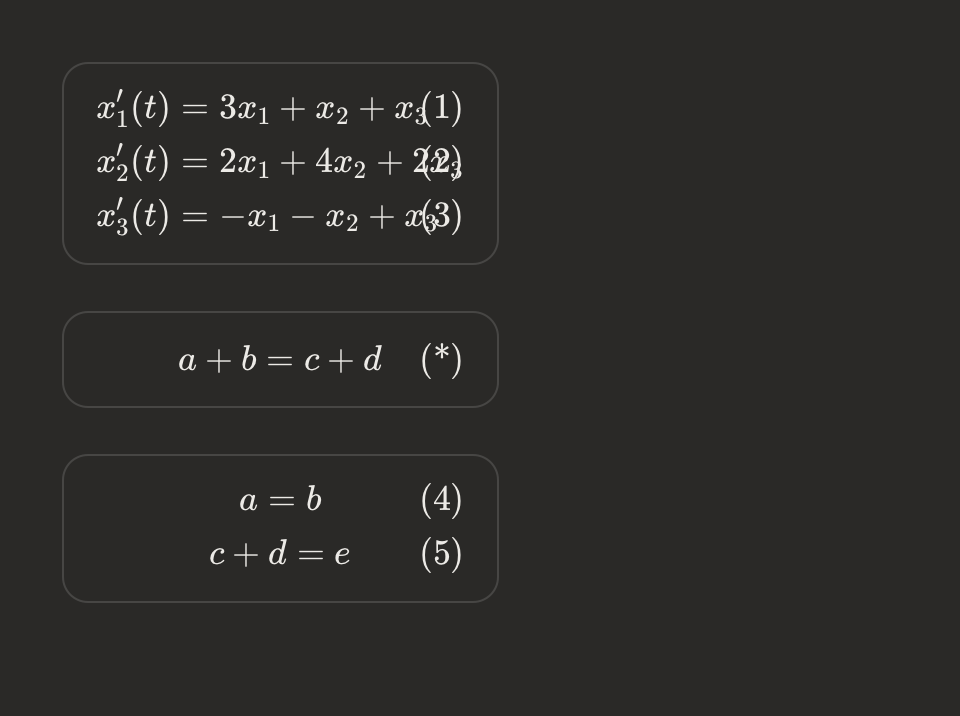 x′₁(t) = 3x₁ + x₂ + x₃ (1)
x′₂(t) = 2x₁ + 4x₂ + 2x₃ (2)
x′₃(t) = −x₁ − x₂ + x₃ (3)
a + b = c + d (*)
a = b (4)
c + d = e (5)